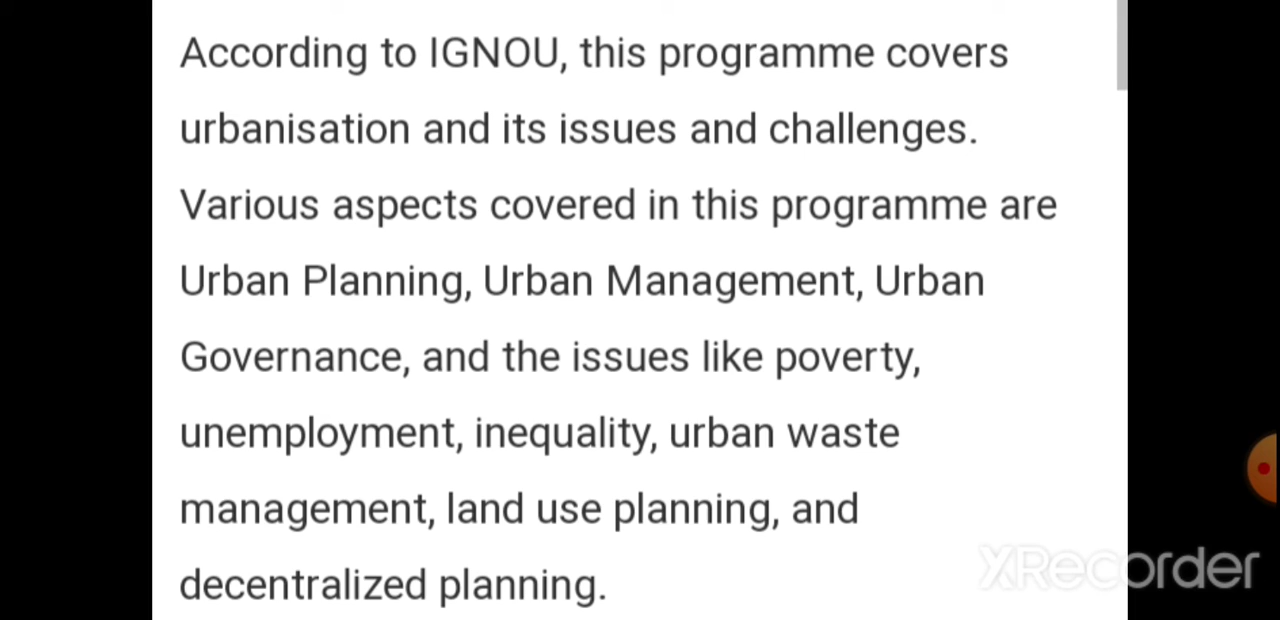 According to IGNOU, this programme covers
urbanisation and its issues and challenges.
Various aspects covered in this programme are
Urban Planning, Urban Management, Urban
Governance, and the issues like poverty,
unemployment, inequality, urban waste
management, land use planning, and
decentralized planning.
XRecorder